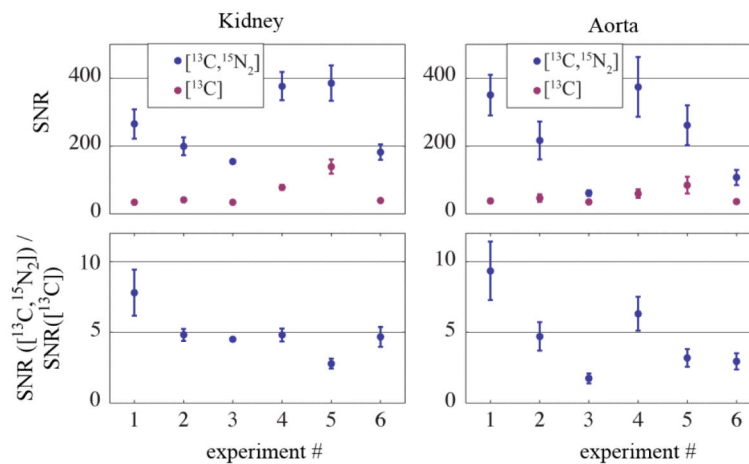 Kidney
Aorta
[¹³C,¹⁵N₂]
[¹³C]
[¹³C,¹⁵N₂]
[¹³C]
SNR
400
200
0
400
200
0
SNR ([¹³C,¹⁵N₂]) /
SNR([¹³C])
10
5
0
10
5
0
1 2 3 4 5 6
1 2 3 4 5 6
experiment #
experiment #